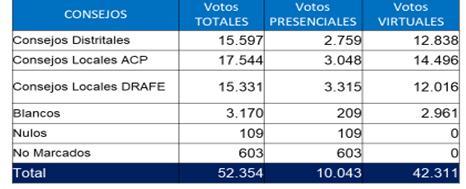 CONSEJOS Votos TOTALES Votos PRESENCIALES Votos VIRTUALES
Consejos Distritales 15.597 2.759 12.838
Consejos Locales ACP 17.544 3.048 14.496
Consejos Locales DRAFE 15.331 3.315 12.016
Blancos 3.170 209 2.961
Nulos 109 109 0
No Marcados 603 603 0
Total 52.354 10.043 42.311